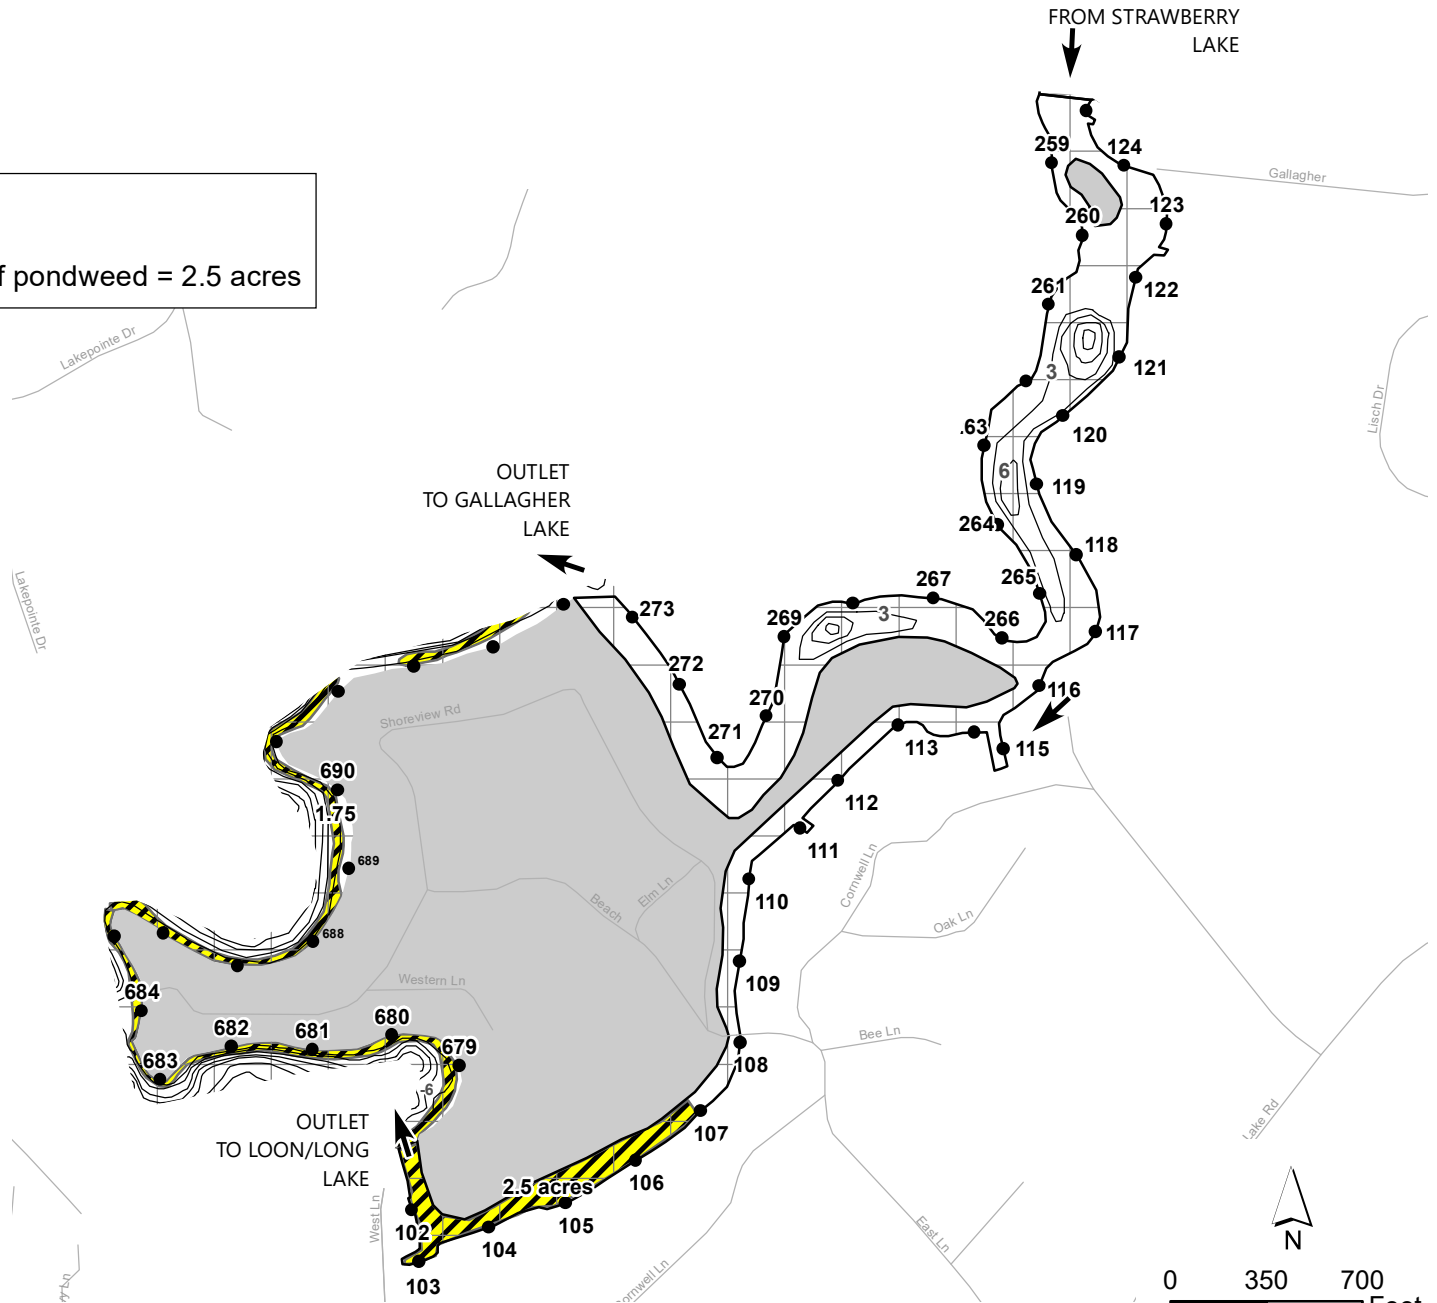 FROM STRAWBERRY
LAKE
259
124
Gallagher
260
123
f pondweed = 2.5 acres
261
122
Lakepointe Dr
3
121
Lisch Dr
.63
120
OUTLET
TO GALLAGHER
LAKE
6
119
264
118
Lakepointe Dr
265
267
273
269
3
266
117
272
116
270
Shoreview Rd
271
113
115
690
112
1.75
111
689
Cornwell Ln
110
Elm Ln
Beach
Oak Ln
688
109
Western Ln
684
682
681
680
Bee Ln
679
108
683
-6
OUTLET
TO LOON/LONG
LAKE
107
Lake Rd
106
2.5 acres
105
West Ln
102
104
East Ln
N
103
Cornwell Ln
0 350 700
Feet